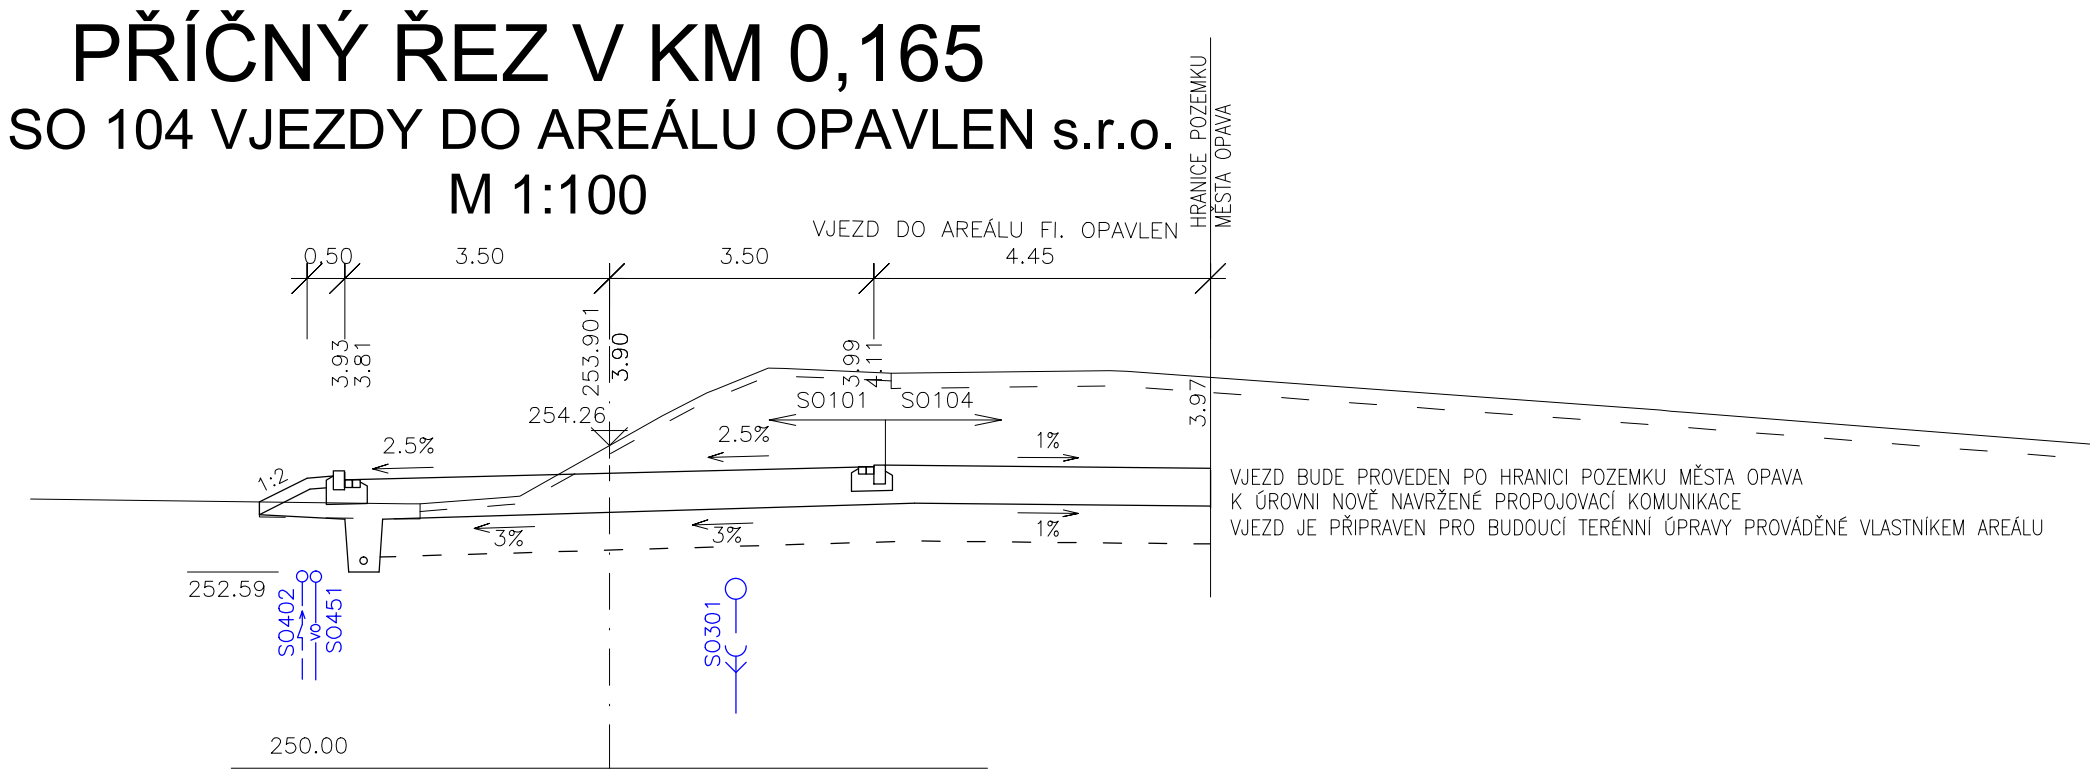 PŘÍČNÝ ŘEZ V KM 0,165
SO 104 VJEZDY DO AREÁLU OPAVLEN s.r.o.
M 1:100
HRANICE POZEMKU
MĚSTA OPAVA
VJEZD DO AREÁLU FI. OPAVLEN
0.50
3.50
3.50
4.45
3.93
3.81
253.901
3.90
3.99
4.11
3.97
254.26
SO101
SO104
2.5%
2.5%
1%
1:2
3%
3%
1%
VJEZD BUDE PROVEDEN PO HRANICI POZEMKU MĚSTA OPAVA
K ÚROVNI NOVĚ NAVRŽENÉ PROPOJOVACÍ KOMUNIKACE
VJEZD JE PŘIPRAVEN PRO BUDOUCÍ TERÉNNÍ ÚPRAVY PROVÁDĚNÉ VLASTNÍKEM AREÁLU
252.59
SO402
VO
SO451
SO301
250.00